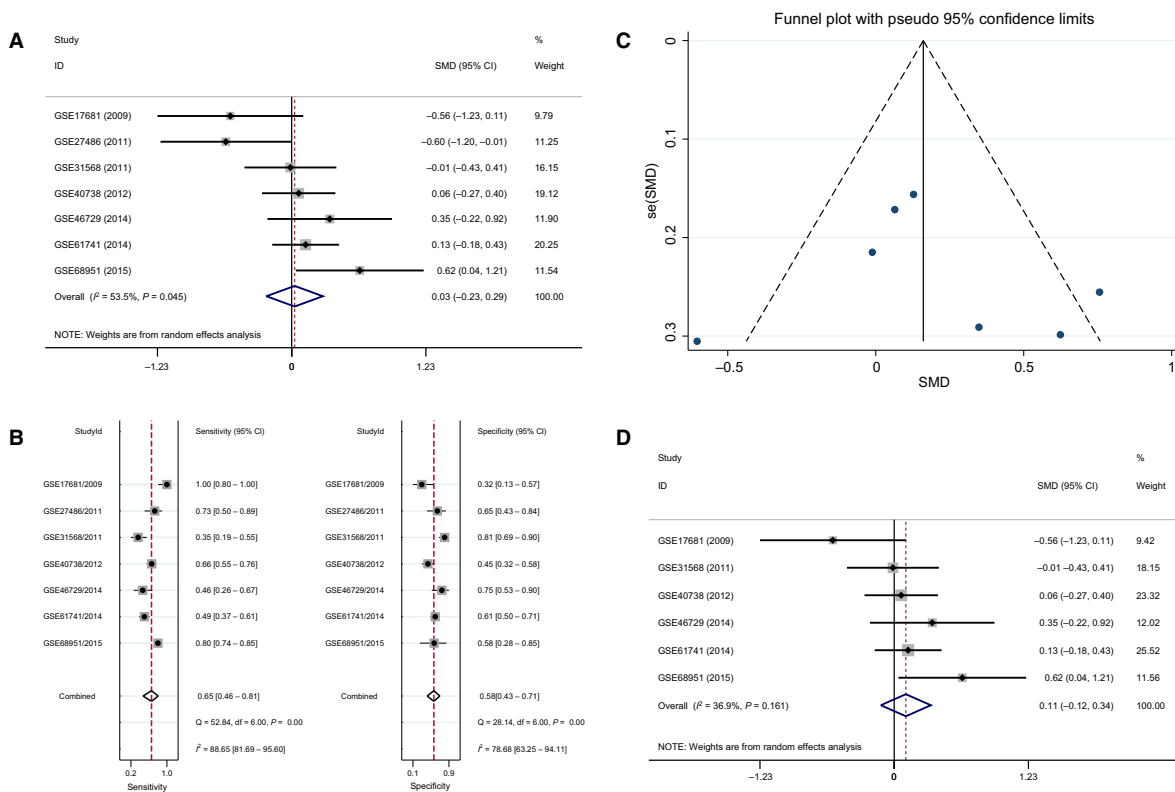 A
Study %
ID SMD (95% CI) Weight
GSE17681 (2009) −0.56 (−1.23, 0.11) 9.79
GSE27486 (2011) −0.60 (−1.20, −0.01) 11.25
GSE31568 (2011) −0.01 (−0.43, 0.41) 16.15
GSE40738 (2012) 0.06 (−0.27, 0.40) 19.12
GSE46729 (2014) 0.35 (−0.22, 0.92) 11.90
GSE61741 (2014) 0.13 (−0.18, 0.43) 20.25
GSE68951 (2015) 0.62 (0.04, 1.21) 11.54
Overall (I² = 53.5%, P = 0.045) 0.03 (−0.23, 0.29) 100.00
NOTE: Weights are from random effects analysis
−1.23 0 1.23
B
StudyId Sensitivity (95% CI)
GSE17681/2009 1.00 [0.80 – 1.00]
GSE27486/2011 0.73 [0.50 – 0.89]
GSE31568/2011 0.35 [0.19 – 0.55]
GSE40738/2012 0.66 [0.55 – 0.76]
GSE46729/2014 0.46 [0.26 – 0.67]
GSE61741/2014 0.49 [0.37 – 0.61]
GSE68951/2015 0.80 [0.74 – 0.85]
Combined 0.65 [0.46 – 0.81]
Q = 52.84, df = 6.00, P = 0.00
I² = 88.65 [81.69 – 95.60]
0.2 1.0
Sensitivity
StudyId Specificity (95% CI)
GSE17681/2009 0.32 [0.13 – 0.57]
GSE27486/2011 0.65 [0.43 – 0.84]
GSE31568/2011 0.81 [0.69 – 0.90]
GSE40738/2012 0.45 [0.32 – 0.58]
GSE46729/2014 0.75 [0.53 – 0.90]
GSE61741/2014 0.61 [0.50 – 0.71]
GSE68951/2015 0.58 [0.28 – 0.85]
Combined 0.58[0.43 – 0.71]
Q = 28.14, df = 6.00, P = 0.00
I² = 78.68 [63.25 – 94.11]
0.1 0.9
Specificity
C
Funnel plot with pseudo 95% confidence limits
se(SMD)
0
0.1
0.2
0.3
−0.5 0 0.5 1
SMD
D
Study %
ID SMD (95% CI) Weight
GSE17681 (2009) −0.56 (−1.23, 0.11) 9.42
GSE31568 (2011) −0.01 −0.43, 0.41) 18.15
GSE40738 (2012) 0.06 (−0.27, 0.40) 23.32
GSE46729 (2014) 0.35 (−0.22, 0.92) 12.02
GSE61741 (2014) 0.13 (−0.18, 0.43) 25.52
GSE68951 (2015) 0.62 (0.04, 1.21) 11.56
Overall (I² = 36.9%, P = 0.161) 0.11 (−0.12, 0.34) 100.00
NOTE: Weights are from random effects analysis
−1.23 0 1.23